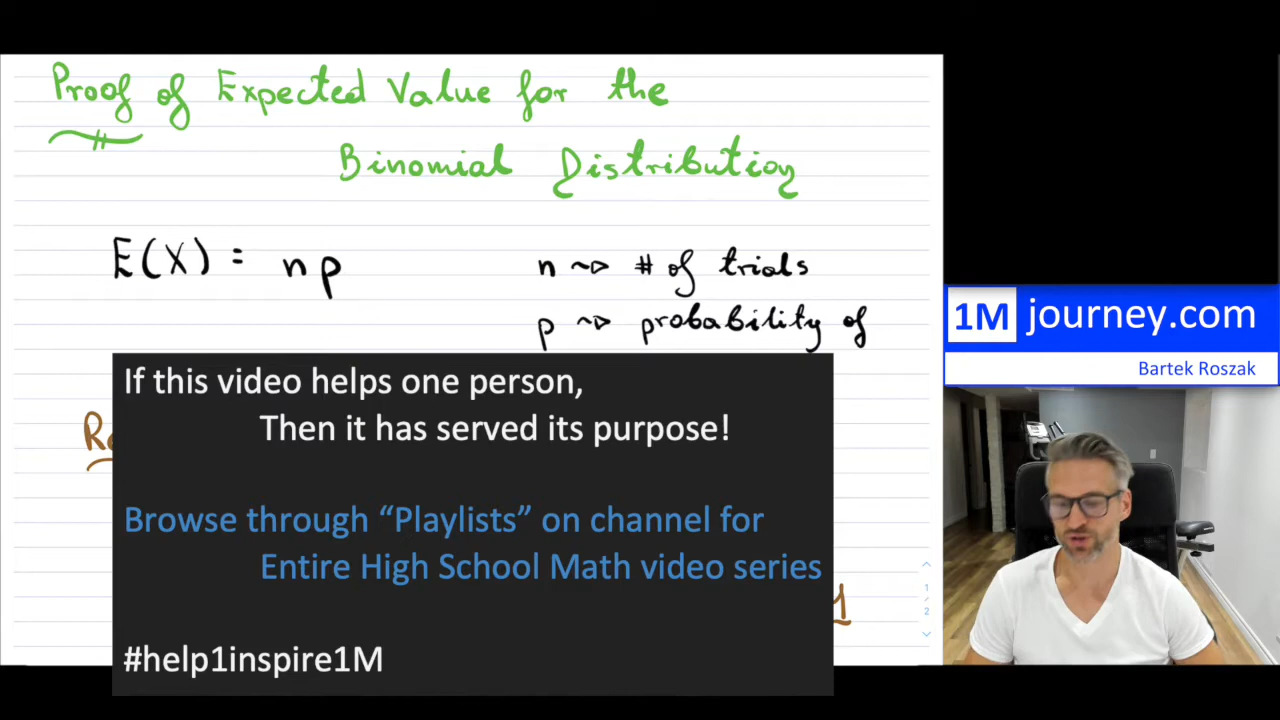 Proof of Expected Value for the
Binomial Distribution
E(X) = np
n ~> # of trials
p ~> probability of
If this video helps one person,
Then it has served its purpose!
Browse through “Playlists” on channel for
Entire High School Math video series
#help1inspire1M
1M journey.com
Bartek Roszak
1
2